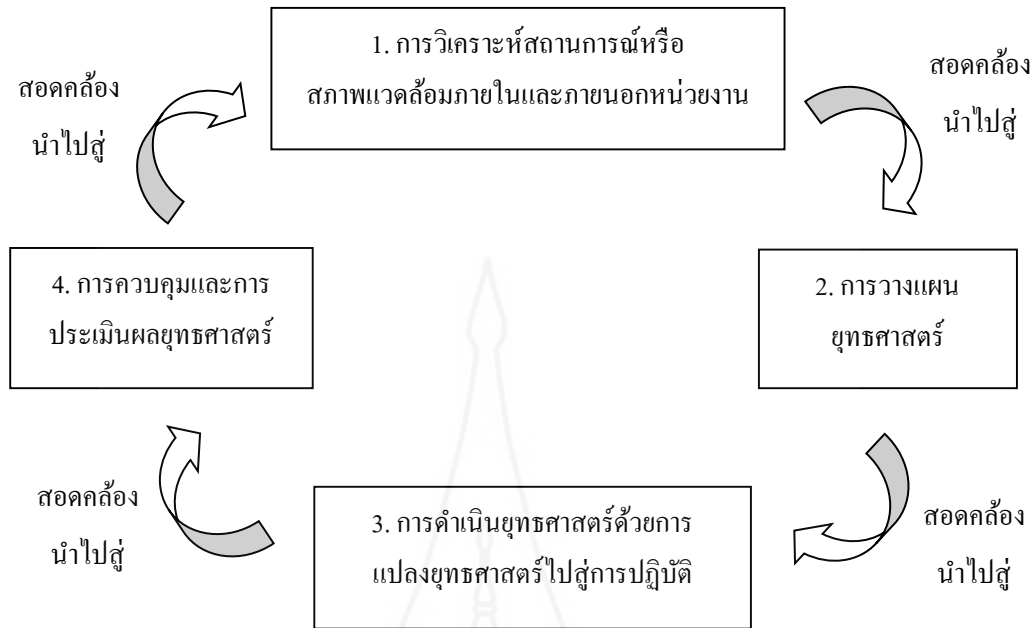 1. การวิเคราะห์สถานการณ์หรือ
สภาพแวดล้อมภายในและภายนอกหน่วยงาน
สอดคล้อง
นำไปสู่
สอดคล้อง
นำไปสู่
2. การวางแผน
ยุทธศาสตร์
สอดคล้อง
นำไปสู่
3. การดำเนินยุทธศาสตร์ด้วยการ
แปลงยุทธศาสตร์ไปสู่การปฏิบัติ
สอดคล้อง
นำไปสู่
4. การควบคุมและการ
ประเมินผลยุทธศาสตร์